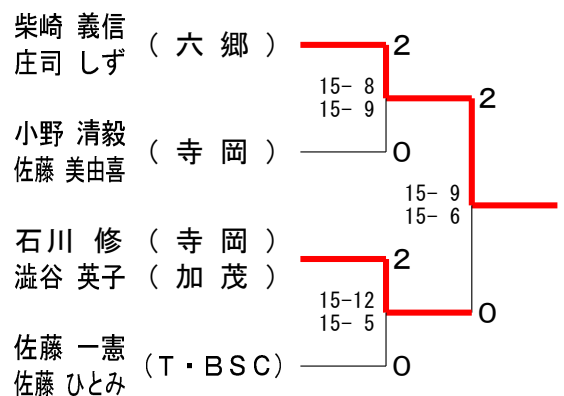 柴崎 義信
庄司 しず
( 六 郷 )
2
15- 8
15- 9
2
小野 清毅
佐藤 美由喜
( 寺 岡 )
0
15- 9
15- 6
石川 修 ( 寺 岡 )
澁谷 英子 ( 加 茂 )
2
15-12
15- 5
0
佐藤 一憲
佐藤 ひとみ
(T・BSC)
0